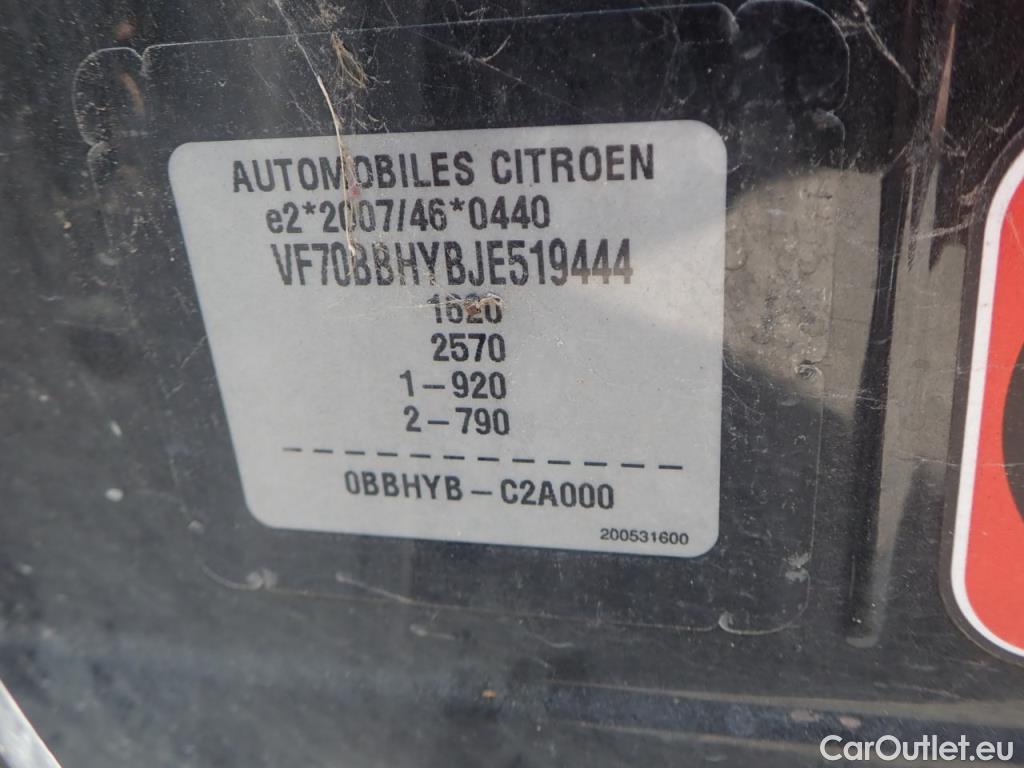 AUTOMOBILES CITROEN
e2*2007/46*0440
VF70BBHYBJE519444
1620
2570
1-920
2-790
0BBHYB-C2A000
200531600
CarOutlet.eu